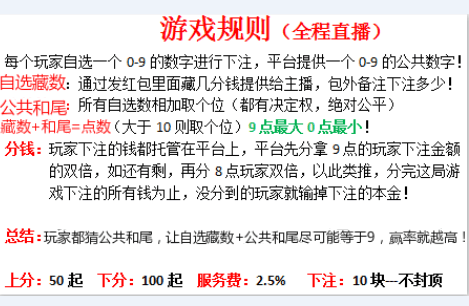 游戏规则（全程直播）
每个玩家自选一个 0-9 的数字进行下注，平台提供一个 0-9 的公共数字！
自选藏数：通过发红包里面藏几分钱提供给主播，包外备注下注多少！
公共和尾：所有自选数相加取个位（都有决定权，绝对公平）
藏数+和尾=点数（大于 10 则取个位）9 点最大 0 点最小！
分钱：玩家下注的钱都托管在平台上，平台先分拿 9 点的玩家下注金额
的双倍，如还有剩，再分 8 点玩家双倍，以此类推，分完这局游
戏下注的所有钱为止，没分到的玩家就输掉下注的本金！
总结：玩家都猜公共和尾，让自选藏数+公共和尾尽可能等于9，赢率就越高！
上分：50 起 下分：100 起 服务费：2.5% 下注：10 块---不封顶